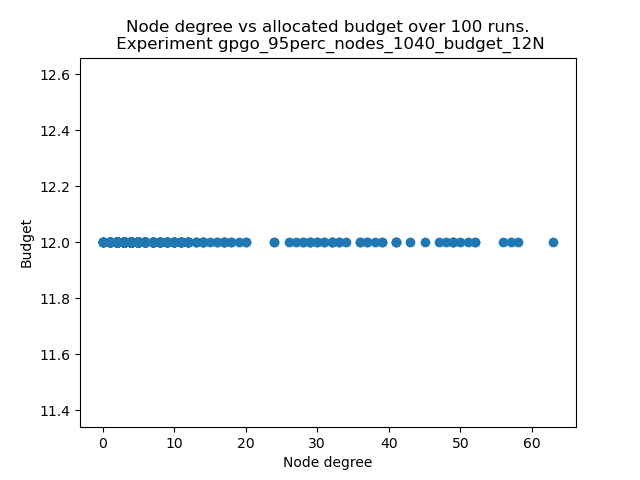 Node degree vs allocated budget over 100 runs.
Experiment gpgo_95perc_nodes_1040_budget_12N
12.6
12.4
12.2
12.0
11.8
11.6
11.4
Budget
0 10 20 30 40 50 60
Node degree